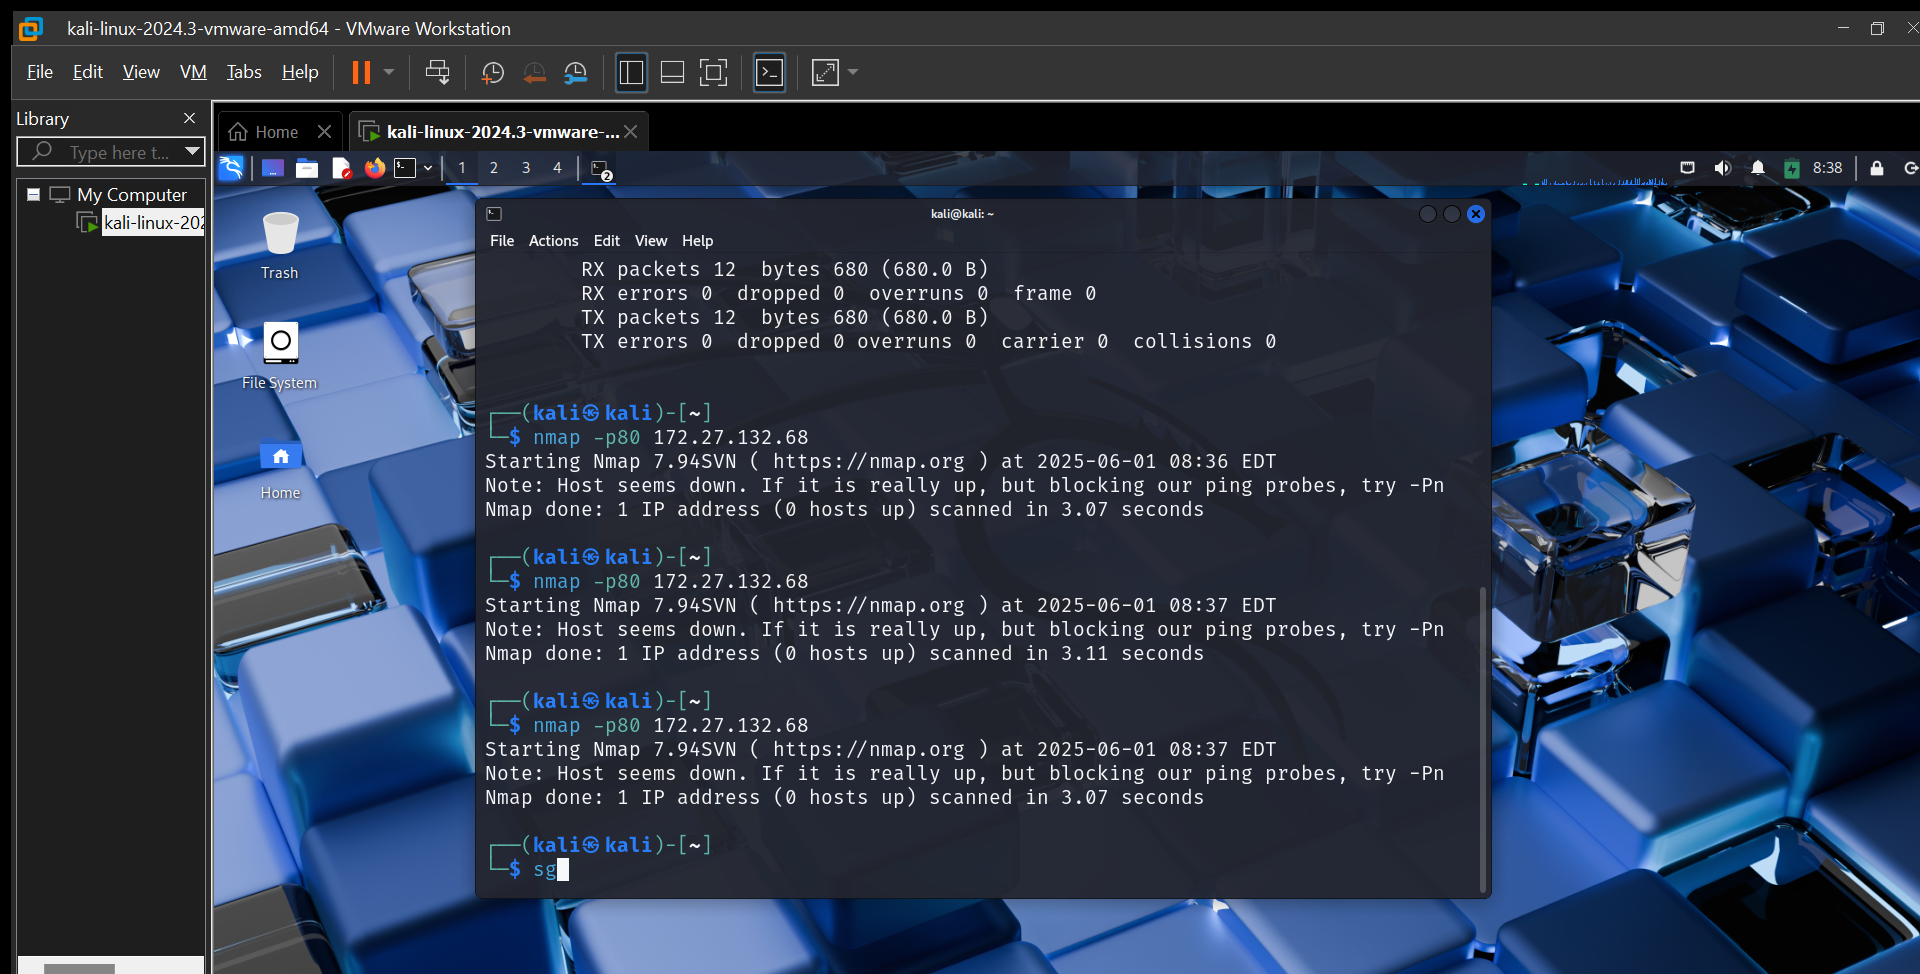 kali-linux-2024.3-vmware-amd64 - VMware Workstation
File Edit View VM Tabs Help
Library
Type here t...
My Computer
kali-linux-202
Home
kali-linux-2024.3-vmware-...
1 2 3 4
2
8:38
Trash
File System
Home
kali@kali: ~
File Actions Edit View Help
RX packets 12  bytes 680 (680.0 B)
RX errors 0  dropped 0  overruns 0  frame 0
TX packets 12  bytes 680 (680.0 B)
TX errors 0  dropped 0 overruns 0  carrier 0  collisions 0
┌──(kali㉿kali)-[~]
└─$ nmap -p80 172.27.132.68
Starting Nmap 7.94SVN ( https://nmap.org ) at 2025-06-01 08:36 EDT
Note: Host seems down. If it is really up, but blocking our ping probes, try -Pn
Nmap done: 1 IP address (0 hosts up) scanned in 3.07 seconds
┌──(kali㉿kali)-[~]
└─$ nmap -p80 172.27.132.68
Starting Nmap 7.94SVN ( https://nmap.org ) at 2025-06-01 08:37 EDT
Note: Host seems down. If it is really up, but blocking our ping probes, try -Pn
Nmap done: 1 IP address (0 hosts up) scanned in 3.11 seconds
┌──(kali㉿kali)-[~]
└─$ nmap -p80 172.27.132.68
Starting Nmap 7.94SVN ( https://nmap.org ) at 2025-06-01 08:37 EDT
Note: Host seems down. If it is really up, but blocking our ping probes, try -Pn
Nmap done: 1 IP address (0 hosts up) scanned in 3.07 seconds
┌──(kali㉿kali)-[~]
└─$ sg